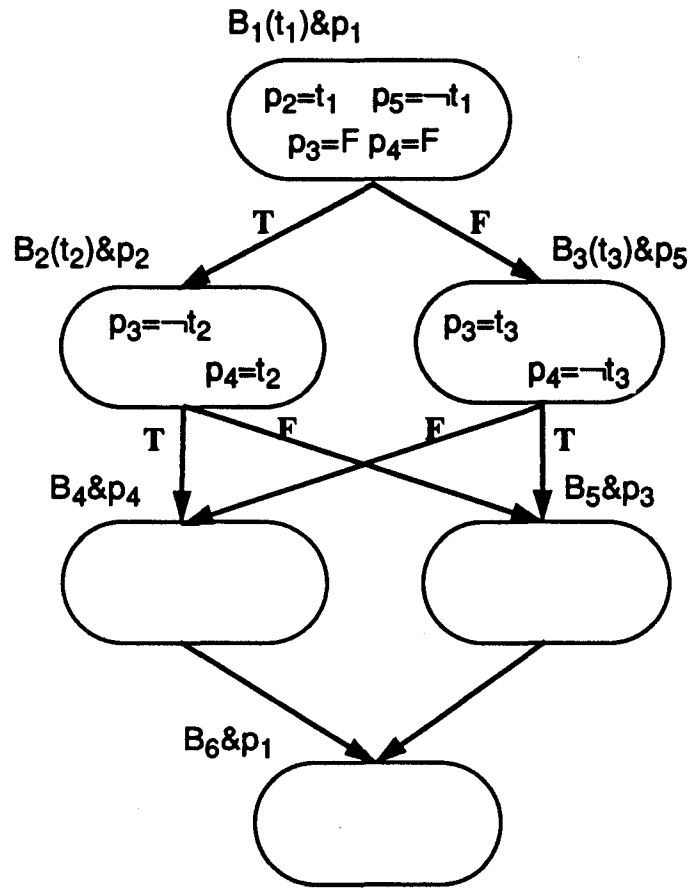 B₁(t₁)&p₁
p₂=t₁ p₅=¬t₁
p₃=F p₄=F
T F
B₂(t₂)&p₂ B₃(t₃)&p₅
p₃=¬t₂ p₃=t₃
p₄=t₂ p₄=¬t₃
T F F T
B₄&p₄ B₅&p₃
B₆&p₁